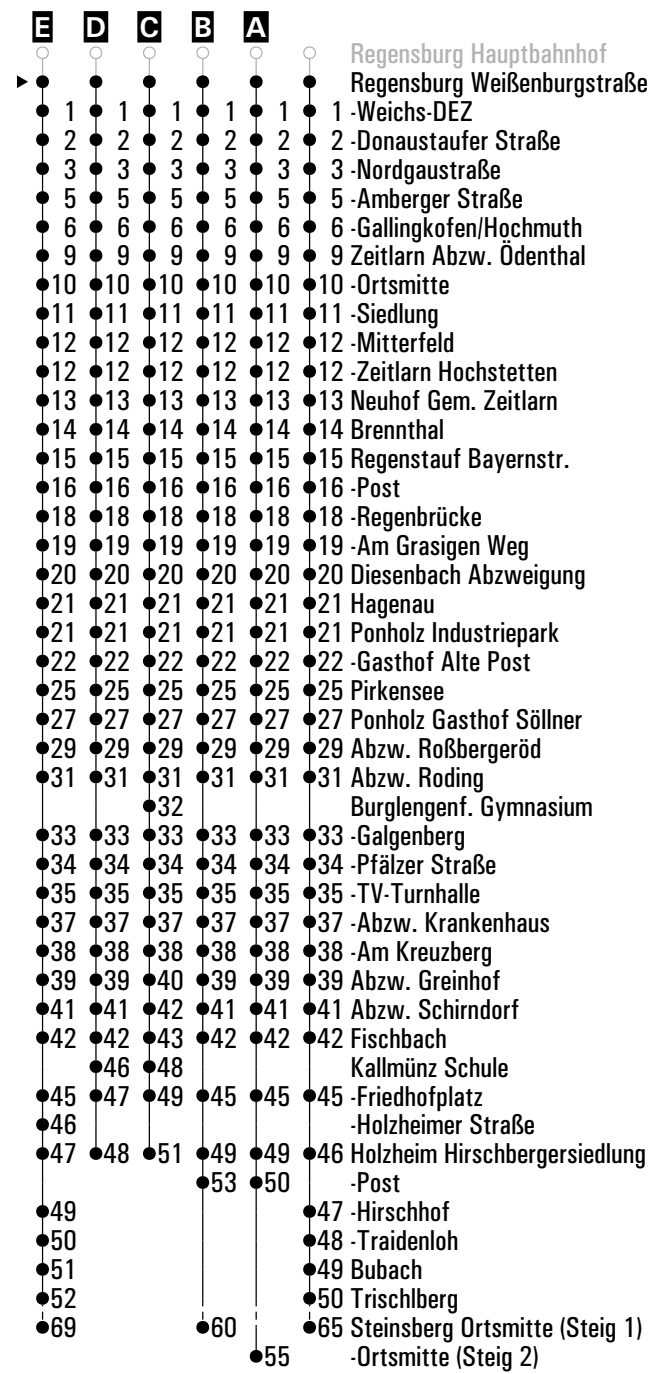 E D C B A
Regensburg Hauptbahnhof
Regensburg Weißenburgstraße
1 1 1 1 1 1 -Weichs-DEZ
2 2 2 2 2 2 -Donaustaufer Straße
3 3 3 3 3 3 -Nordgaustraße
5 5 5 5 5 5 -Amberger Straße
6 6 6 6 6 6 -Gallingkofen/Hochmuth
9 9 9 9 9 9 Zeitlarn Abzw. Ödenthal
10 10 10 10 10 10 -Ortsmitte
11 11 11 11 11 11 -Siedlung
12 12 12 12 12 12 -Mitterfeld
12 12 12 12 12 12 -Zeitlarn Hochstetten
13 13 13 13 13 13 Neuhof Gem. Zeitlarn
14 14 14 14 14 14 Brennthal
15 15 15 15 15 15 Regenstauf Bayernstr.
16 16 16 16 16 16 -Post
18 18 18 18 18 18 -Regenbrücke
19 19 19 19 19 19 -Am Grasigen Weg
20 20 20 20 20 20 Diesenbach Abzweigung
21 21 21 21 21 21 Hagenau
21 21 21 21 21 21 Ponholz Industriepark
22 22 22 22 22 22 -Gasthof Alte Post
25 25 25 25 25 25 Pirkensee
27 27 27 27 27 27 Ponholz Gasthof Söllner
29 29 29 29 29 29 Abzw. Roßbergeröd
31 31 31 31 31 31 Abzw. Roding
32 Burglengenf. Gymnasium
33 33 33 33 33 33 -Galgenberg
34 34 34 34 34 34 -Pfälzer Straße
35 35 35 35 35 35 -TV-Turnhalle
37 37 37 37 37 37 -Abzw. Krankenhaus
38 38 38 38 38 38 -Am Kreuzberg
39 39 40 39 39 39 Abzw. Greinhof
41 41 42 41 41 41 Abzw. Schirndorf
42 42 43 42 42 42 Fischbach
46 48 Kallmünz Schule
45 47 49 45 45 45 -Friedhofplatz
46 -Holzheimer Straße
47 48 51 49 49 46 Holzheim Hirschbergersiedlung
53 50 -Post
49 47 -Hirschhof
50 48 -Traidenloh
51 49 Bubach
52 50 Trischlberg
69 60 65 Steinsberg Ortsmitte (Steig 1)
55 -Ortsmitte (Steig 2)